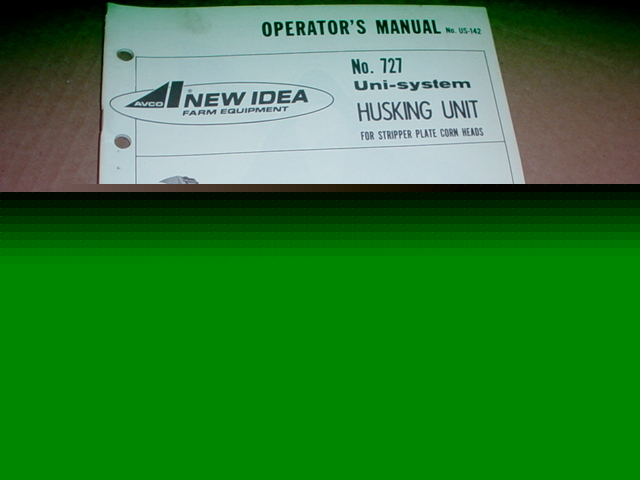 OPERATOR'S MANUAL No. US-142
No. 727
Uni-system
HUSKING UNIT
FOR STRIPPER PLATE CORN HEADS
AVCO NEW IDEA
FARM EQUIPMENT